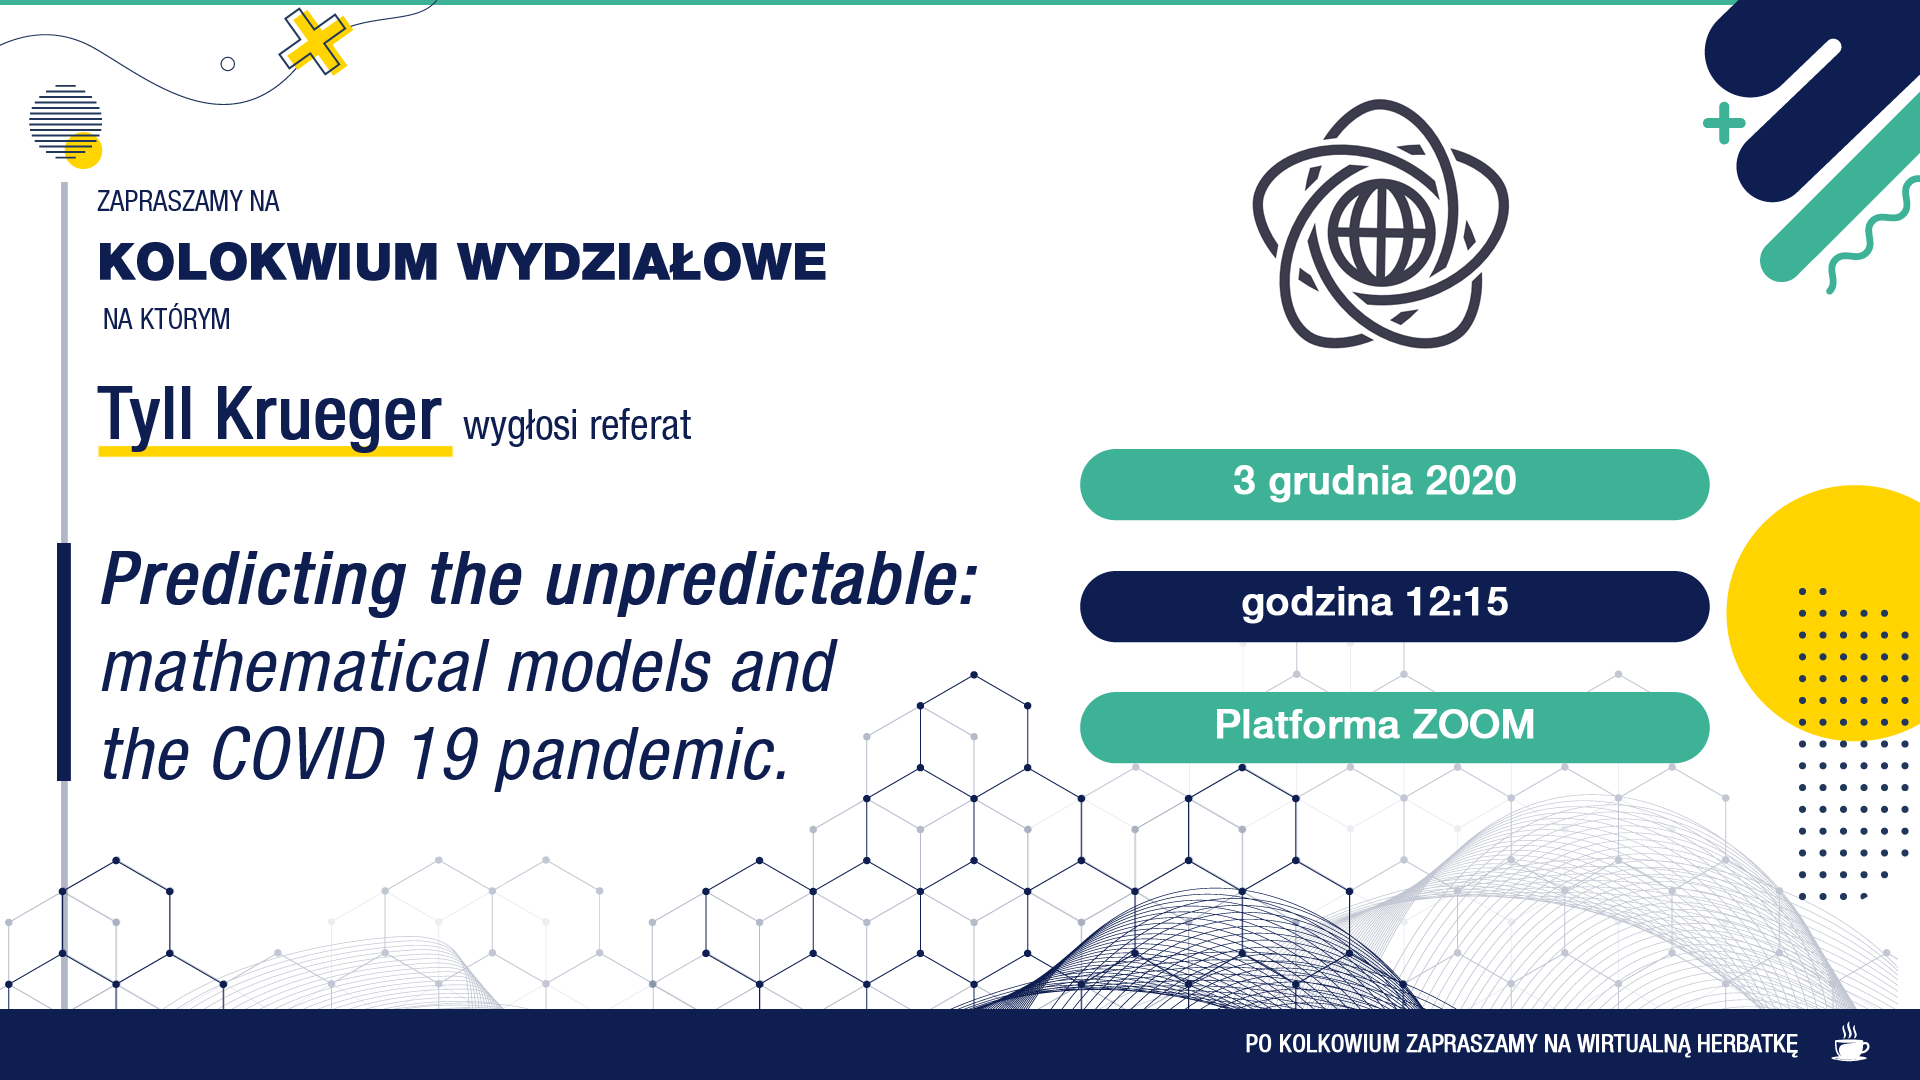 ZAPRASZAMY NA
KOLOKWIUM WYDZIAŁOWE
NA KTÓRYM
Tyll Krueger wygłosi referat
Predicting the unpredictable:
mathematical models and
the COVID 19 pandemic.
3 grudnia 2020
godzina 12:15
Platforma ZOOM
PO KOLKOWIUM ZAPRASZAMY NA WIRTUALNĄ HERBATKĘ